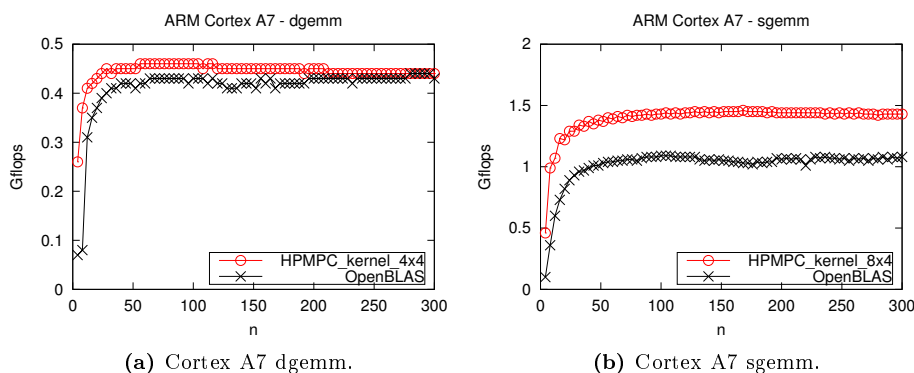 ARM Cortex A7 - dgemm
0.5
0.4
0.3
0.2
0.1
0
Gflops
HPMPC_kernel_4x4
OpenBLAS
0 50 100 150 200 250 300
n
(a) Cortex A7 dgemm.
ARM Cortex A7 - sgemm
2
1.5
1
0.5
0
Gflops
HPMPC_kernel_8x4
OpenBLAS
0 50 100 150 200 250 300
n
(b) Cortex A7 sgemm.